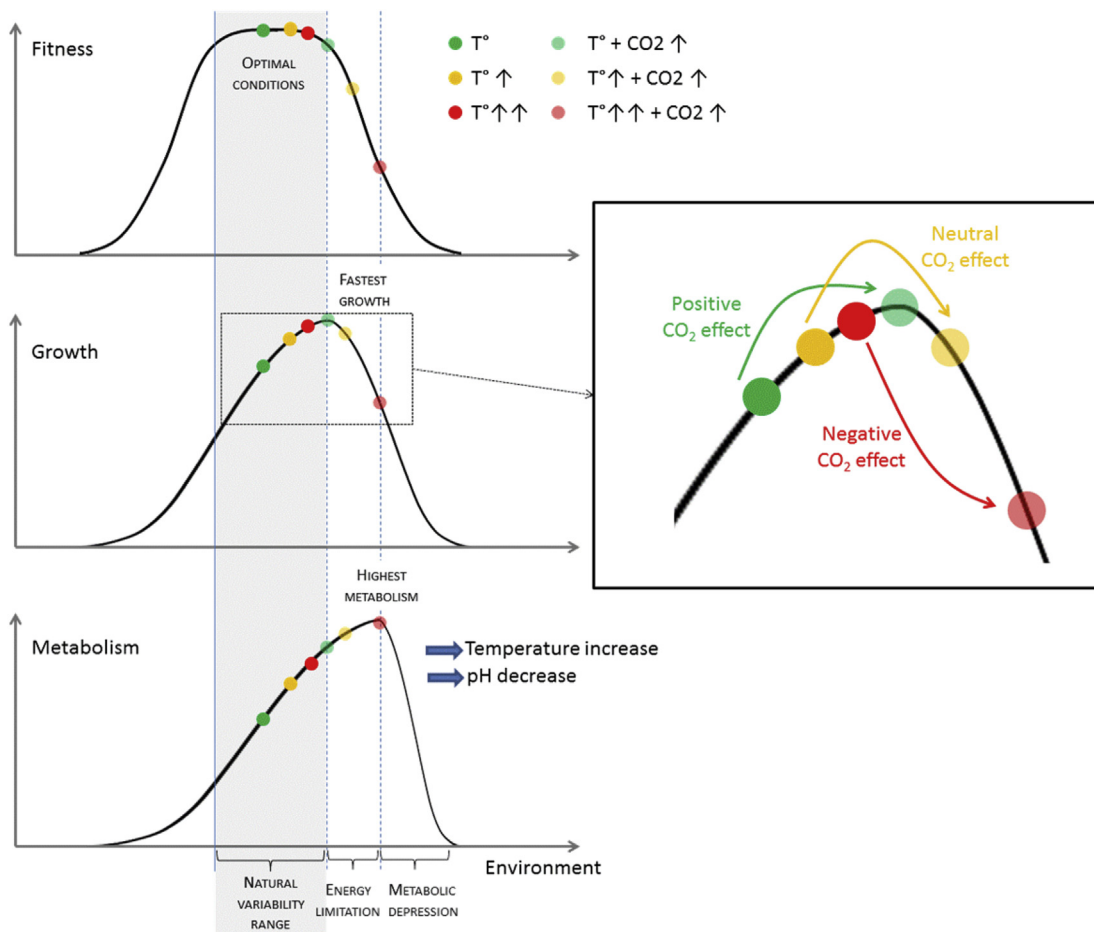 Fitness
OPTIMAL
CONDITIONS
T°
T° + CO2 ↑
T° ↑
T°↑ + CO2 ↑
T°↑↑
T°↑↑ + CO2 ↑
Growth
FASTEST
GROWTH
Positive
CO₂ effect
Neutral
CO₂ effect
Negative
CO₂ effect
Metabolism
HIGHEST
METABOLISM
Temperature increase
pH decrease
Environment
NATURAL
VARIABILITY
RANGE
ENERGY
LIMITATION
METABOLIC
DEPRESSION